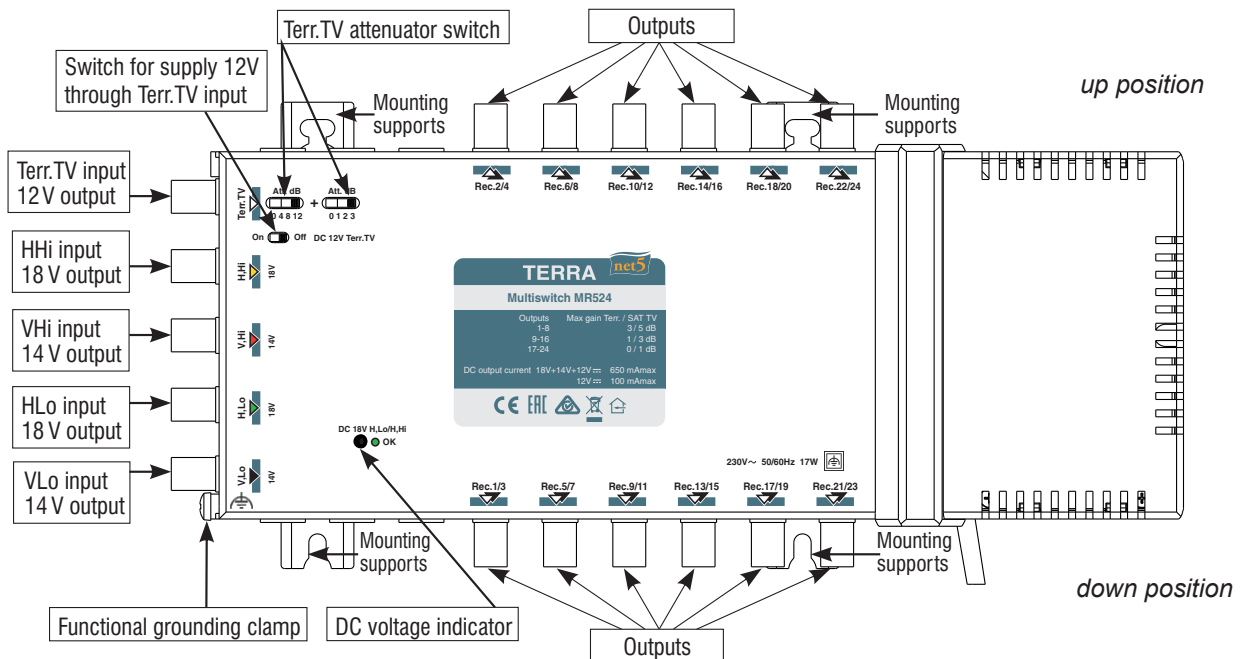 Terr.TV attenuator switch
Outputs
Switch for supply 12V
through Terr.TV input
Mounting
supports
Mounting
supports
up position
Terr.TV input
12 V output
HHi input
18 V output
VHi input
14 V output
HLo input
18 V output
VLo input
14 V output
Rec.2/4
Rec.6/8
Rec.10/12
Rec.14/16
Rec.18/20
Rec.22/24
Terr.TV
Att. dB
Att. dB
0 4 8 12
+
0 1 2 3
On
Off
DC 12V Terr.TV
H.Hi
18V
V.Hi
14V
H.Lo
18V
V.Lo
14V
TERRA
net5
Multiswitch MR524
Outputs Max gain Terr. / SAT TV
1-8 3 / 5 dB
9-16 1 / 3 dB
17-24 0 / 1 dB
DC output current 18V+14V+12V⎓ 650 mAmax
12V⎓ 100 mAmax
CE EAC
DC 18V H,Lo/H,Hi
OK
230V~ 50/60Hz 17W
Rec.1/3
Rec.5/7
Rec.9/11
Rec.13/15
Rec.17/19
Rec.21/23
Mounting
supports
Mounting
supports
down position
Functional grounding clamp
DC voltage indicator
Outputs